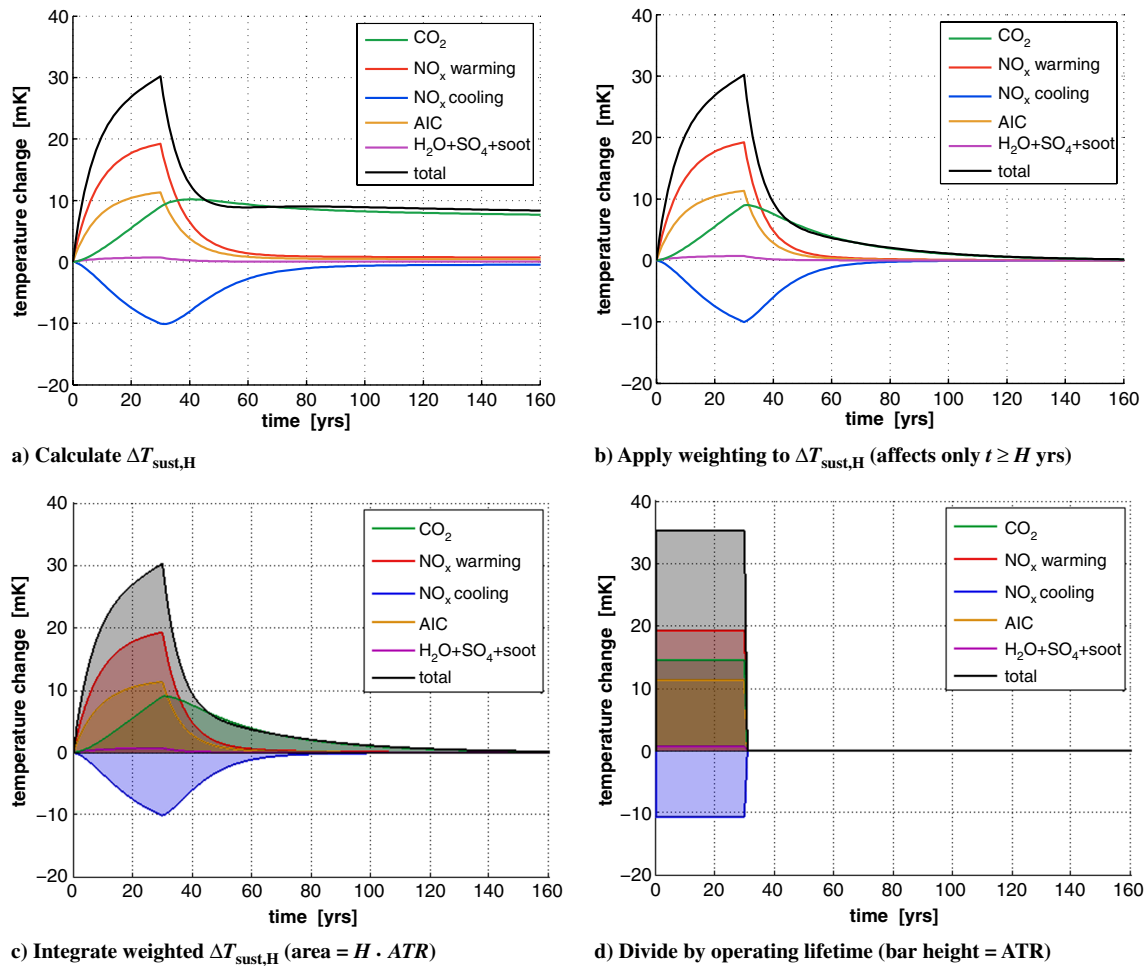 40
30
20
10
0
−10
−20
temperature change [mK]
CO2
NOx warming
NOx cooling
AIC
H2O+SO4+soot
total
0 20 40 60 80 100 120 140 160
time [yrs]
a) Calculate ΔTsust,H
40
30
20
10
0
−10
−20
temperature change [mK]
CO2
NOx warming
NOx cooling
AIC
H2O+SO4+soot
total
0 20 40 60 80 100 120 140 160
time [yrs]
b) Apply weighting to ΔTsust,H (affects only t ≥ H yrs)
40
30
20
10
0
−10
−20
temperature change [mK]
CO2
NOx warming
NOx cooling
AIC
H2O+SO4+soot
total
0 20 40 60 80 100 120 140 160
time [yrs]
c) Integrate weighted ΔTsust,H (area = H · ATR)
40
30
20
10
0
−10
−20
temperature change [mK]
CO2
NOx warming
NOx cooling
AIC
H2O+SO4+soot
total
0 20 40 60 80 100 120 140 160
time [yrs]
d) Divide by operating lifetime (bar height = ATR)